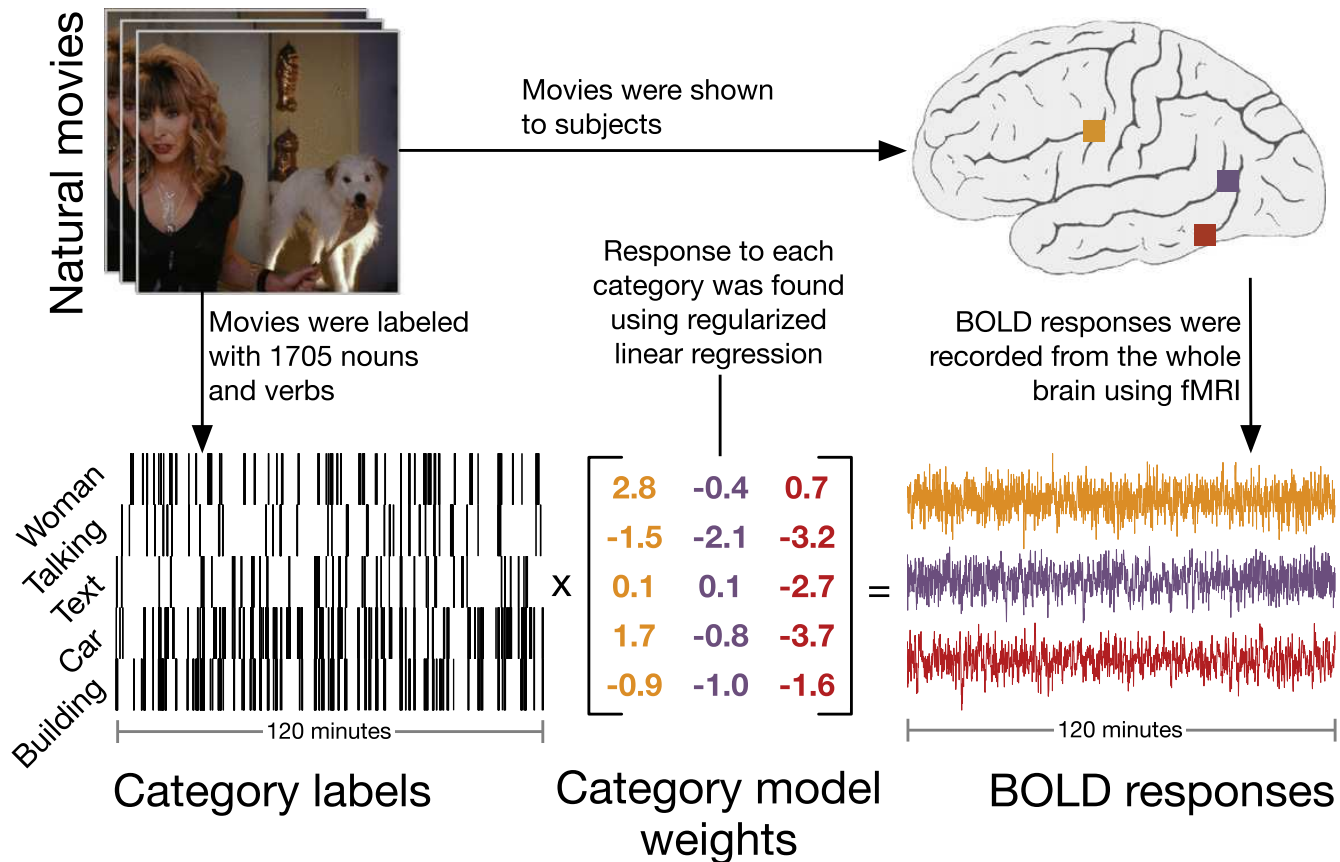 Natural movies
Movies were shown
to subjects
Movies were labeled
with 1705 nouns
and verbs
Response to each
category was found
using regularized
linear regression
BOLD responses were
recorded from the whole
brain using fMRI
Woman
Talking
Text
Car
Building
120 minutes
Category labels
x
2.8 -0.4 0.7
-1.5 -2.1 -3.2
0.1 0.1 -2.7
1.7 -0.8 -3.7
-0.9 -1.0 -1.6
Category model
weights
=
120 minutes
BOLD responses